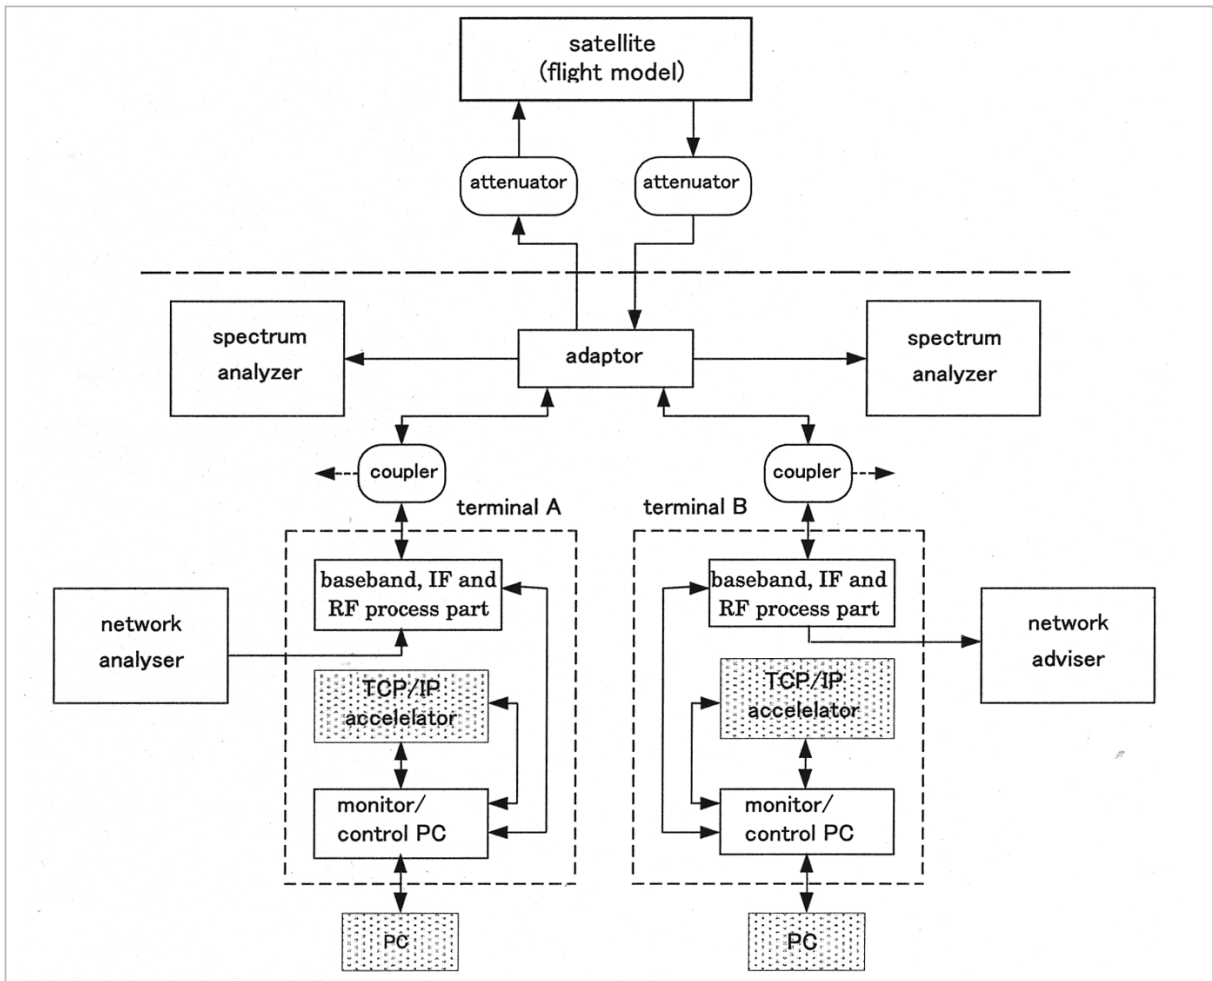 satellite
(flight model)
attenuator
attenuator
spectrum
analyzer
adaptor
spectrum
analyzer
coupler
coupler
terminal A
terminal B
baseband, IF and
RF process part
baseband, IF and
RF process part
network
analyser
network
adviser
TCP/IP
accelelator
TCP/IP
accelelator
monitor/
control PC
monitor/
control PC
PC
PC